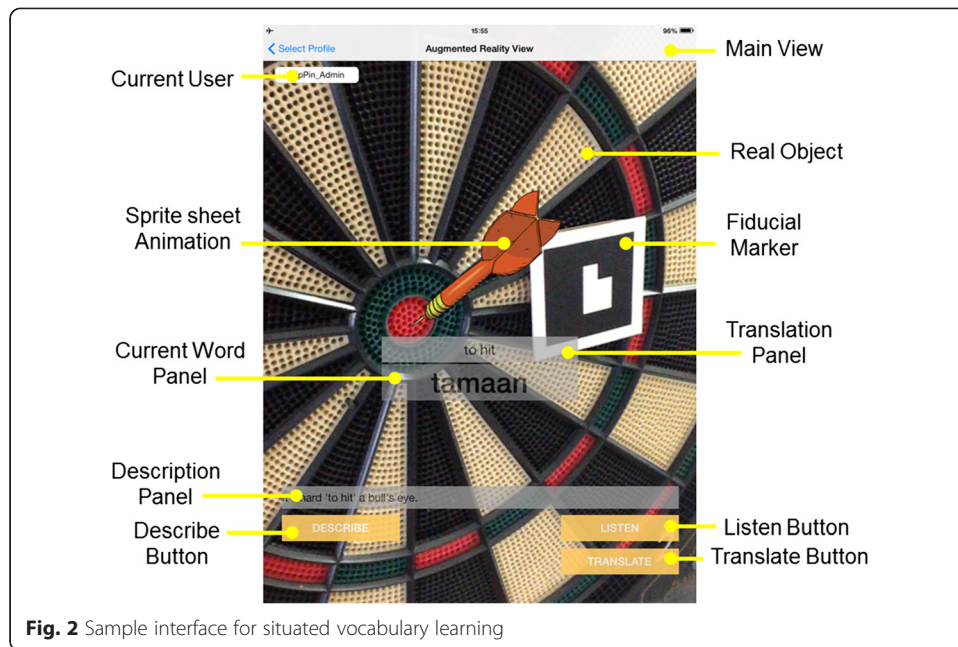 15:55
96%
Select Profile
Augmented Reality View
Main View
Current User
pPin_Admin
Real Object
Sprite sheet
Animation
Fiducial
Marker
to hit
Translation
Panel
Current Word
Panel
tamaan
Description
Panel
hard 'to hit' a bull's eye.
Describe
Button
DESCRIBE
LISTEN
Listen Button
TRANSLATE
Translate Button
Fig. 2 Sample interface for situated vocabulary learning